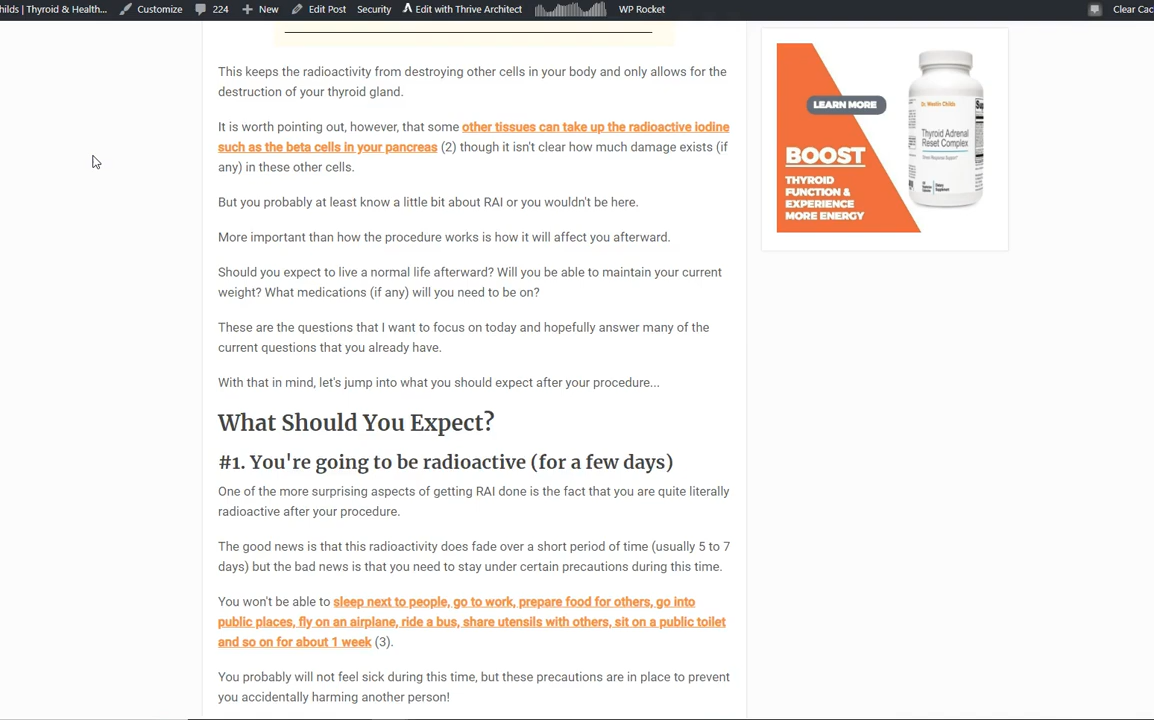 hilds | Thyroid & Health... Customize 224 New Edit Post Security Edit with Thrive Architect WP Rocket Clear Cac
This keeps the radioactivity from destroying other cells in your body and only allows for the
destruction of your thyroid gland.
It is worth pointing out, however, that some other tissues can take up the radioactive iodine
such as the beta cells in your pancreas (2) though it isn't clear how much damage exists (if
any) in these other cells.
But you probably at least know a little bit about RAI or you wouldn't be here.
More important than how the procedure works is how it will affect you afterward.
Should you expect to live a normal life afterward? Will you be able to maintain your current
weight? What medications (if any) will you need to be on?
These are the questions that I want to focus on today and hopefully answer many of the
current questions that you already have.
With that in mind, let's jump into what you should expect after your procedure...
What Should You Expect?
#1. You're going to be radioactive (for a few days)
One of the more surprising aspects of getting RAI done is the fact that you are quite literally
radioactive after your procedure.
The good news is that this radioactivity does fade over a short period of time (usually 5 to 7
days) but the bad news is that you need to stay under certain precautions during this time.
You won't be able to sleep next to people, go to work, prepare food for others, go into
public places, fly on an airplane, ride a bus, share utensils with others, sit on a public toilet
and so on for about 1 week (3).
You probably will not feel sick during this time, but these precautions are in place to prevent
you accidentally harming another person!
LEARN MORE
BOOST
THYROID
FUNCTION &
EXPERIENCE
MORE ENERGY
Dr. Westin Childs
Thyroid Adrenal
Reset Complex